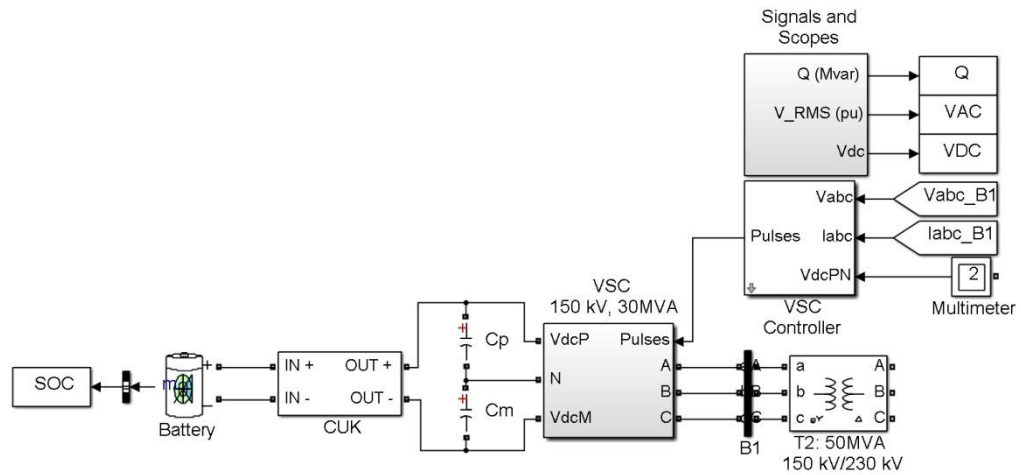 Signals and
Scopes
Q (Mvar)
Q
V_RMS (pu)
VAC
Vdc
VDC
Vabc
Vabc_B1
Pulses
Iabc
Iabc_B1
VdcPN
2
VSC
Controller
Multimeter
VSC
150 kV, 30MVA
VdcP
Pulses
N
VdcM
A
B
C
Cp
Cm
SOC
m
+
Battery
IN +
OUT +
IN -
OUT -
CUK
A
B
C
B1
a
A
b
B
c
C
Y
T2: 50MVA
150 kV/230 kV